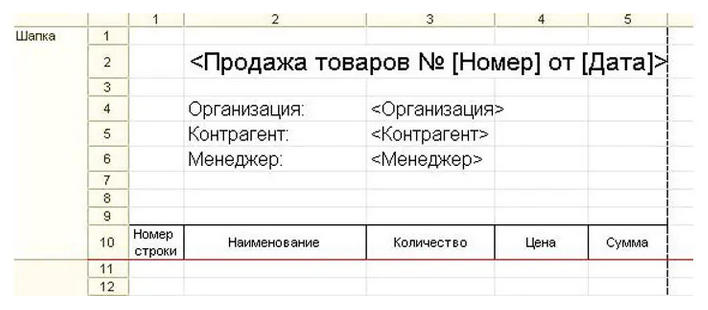 1 2 3 4 5
Шапка 1
2 <Продажа товаров № [Номер] от [Дата]>
3
4 Организация: <Организация>
5 Контрагент: <Контрагент>
6 Менеджер: <Менеджер>
7
8
9
10 Номер строки Наименование Количество Цена Сумма
11
12